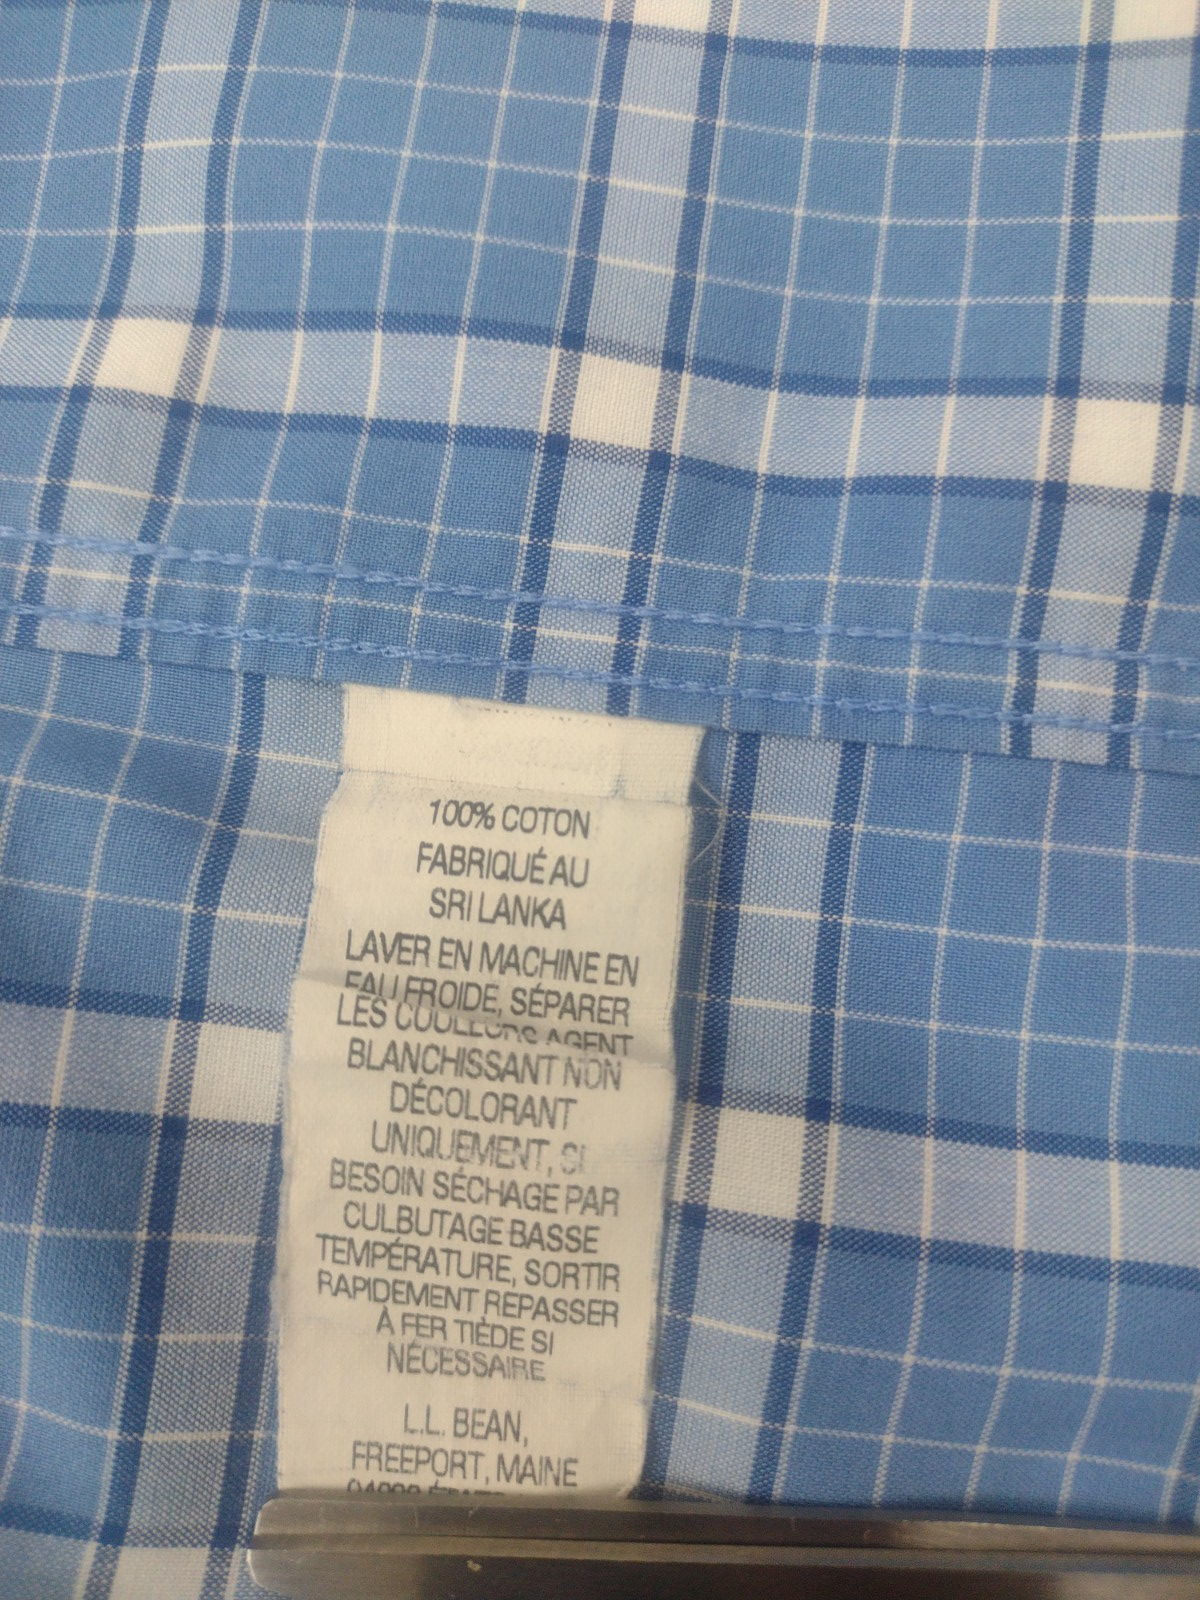 100% COTON
FABRIQUÉ AU
SRI LANKA
LAVER EN MACHINE EN
EAU FROIDE, SÉPARER
LES COULEURS AGENT
BLANCHISSANT NON
DÉCOLORANT
UNIQUEMENT, SI
BESOIN SÉCHAGE PAR
CULBUTAGE BASSE
TEMPÉRATURE, SORTIR
RAPIDEMENT REPASSER
À FER TIÈDE SI
NÉCESSAIRE
L.L. BEAN,
FREEPORT, MAINE